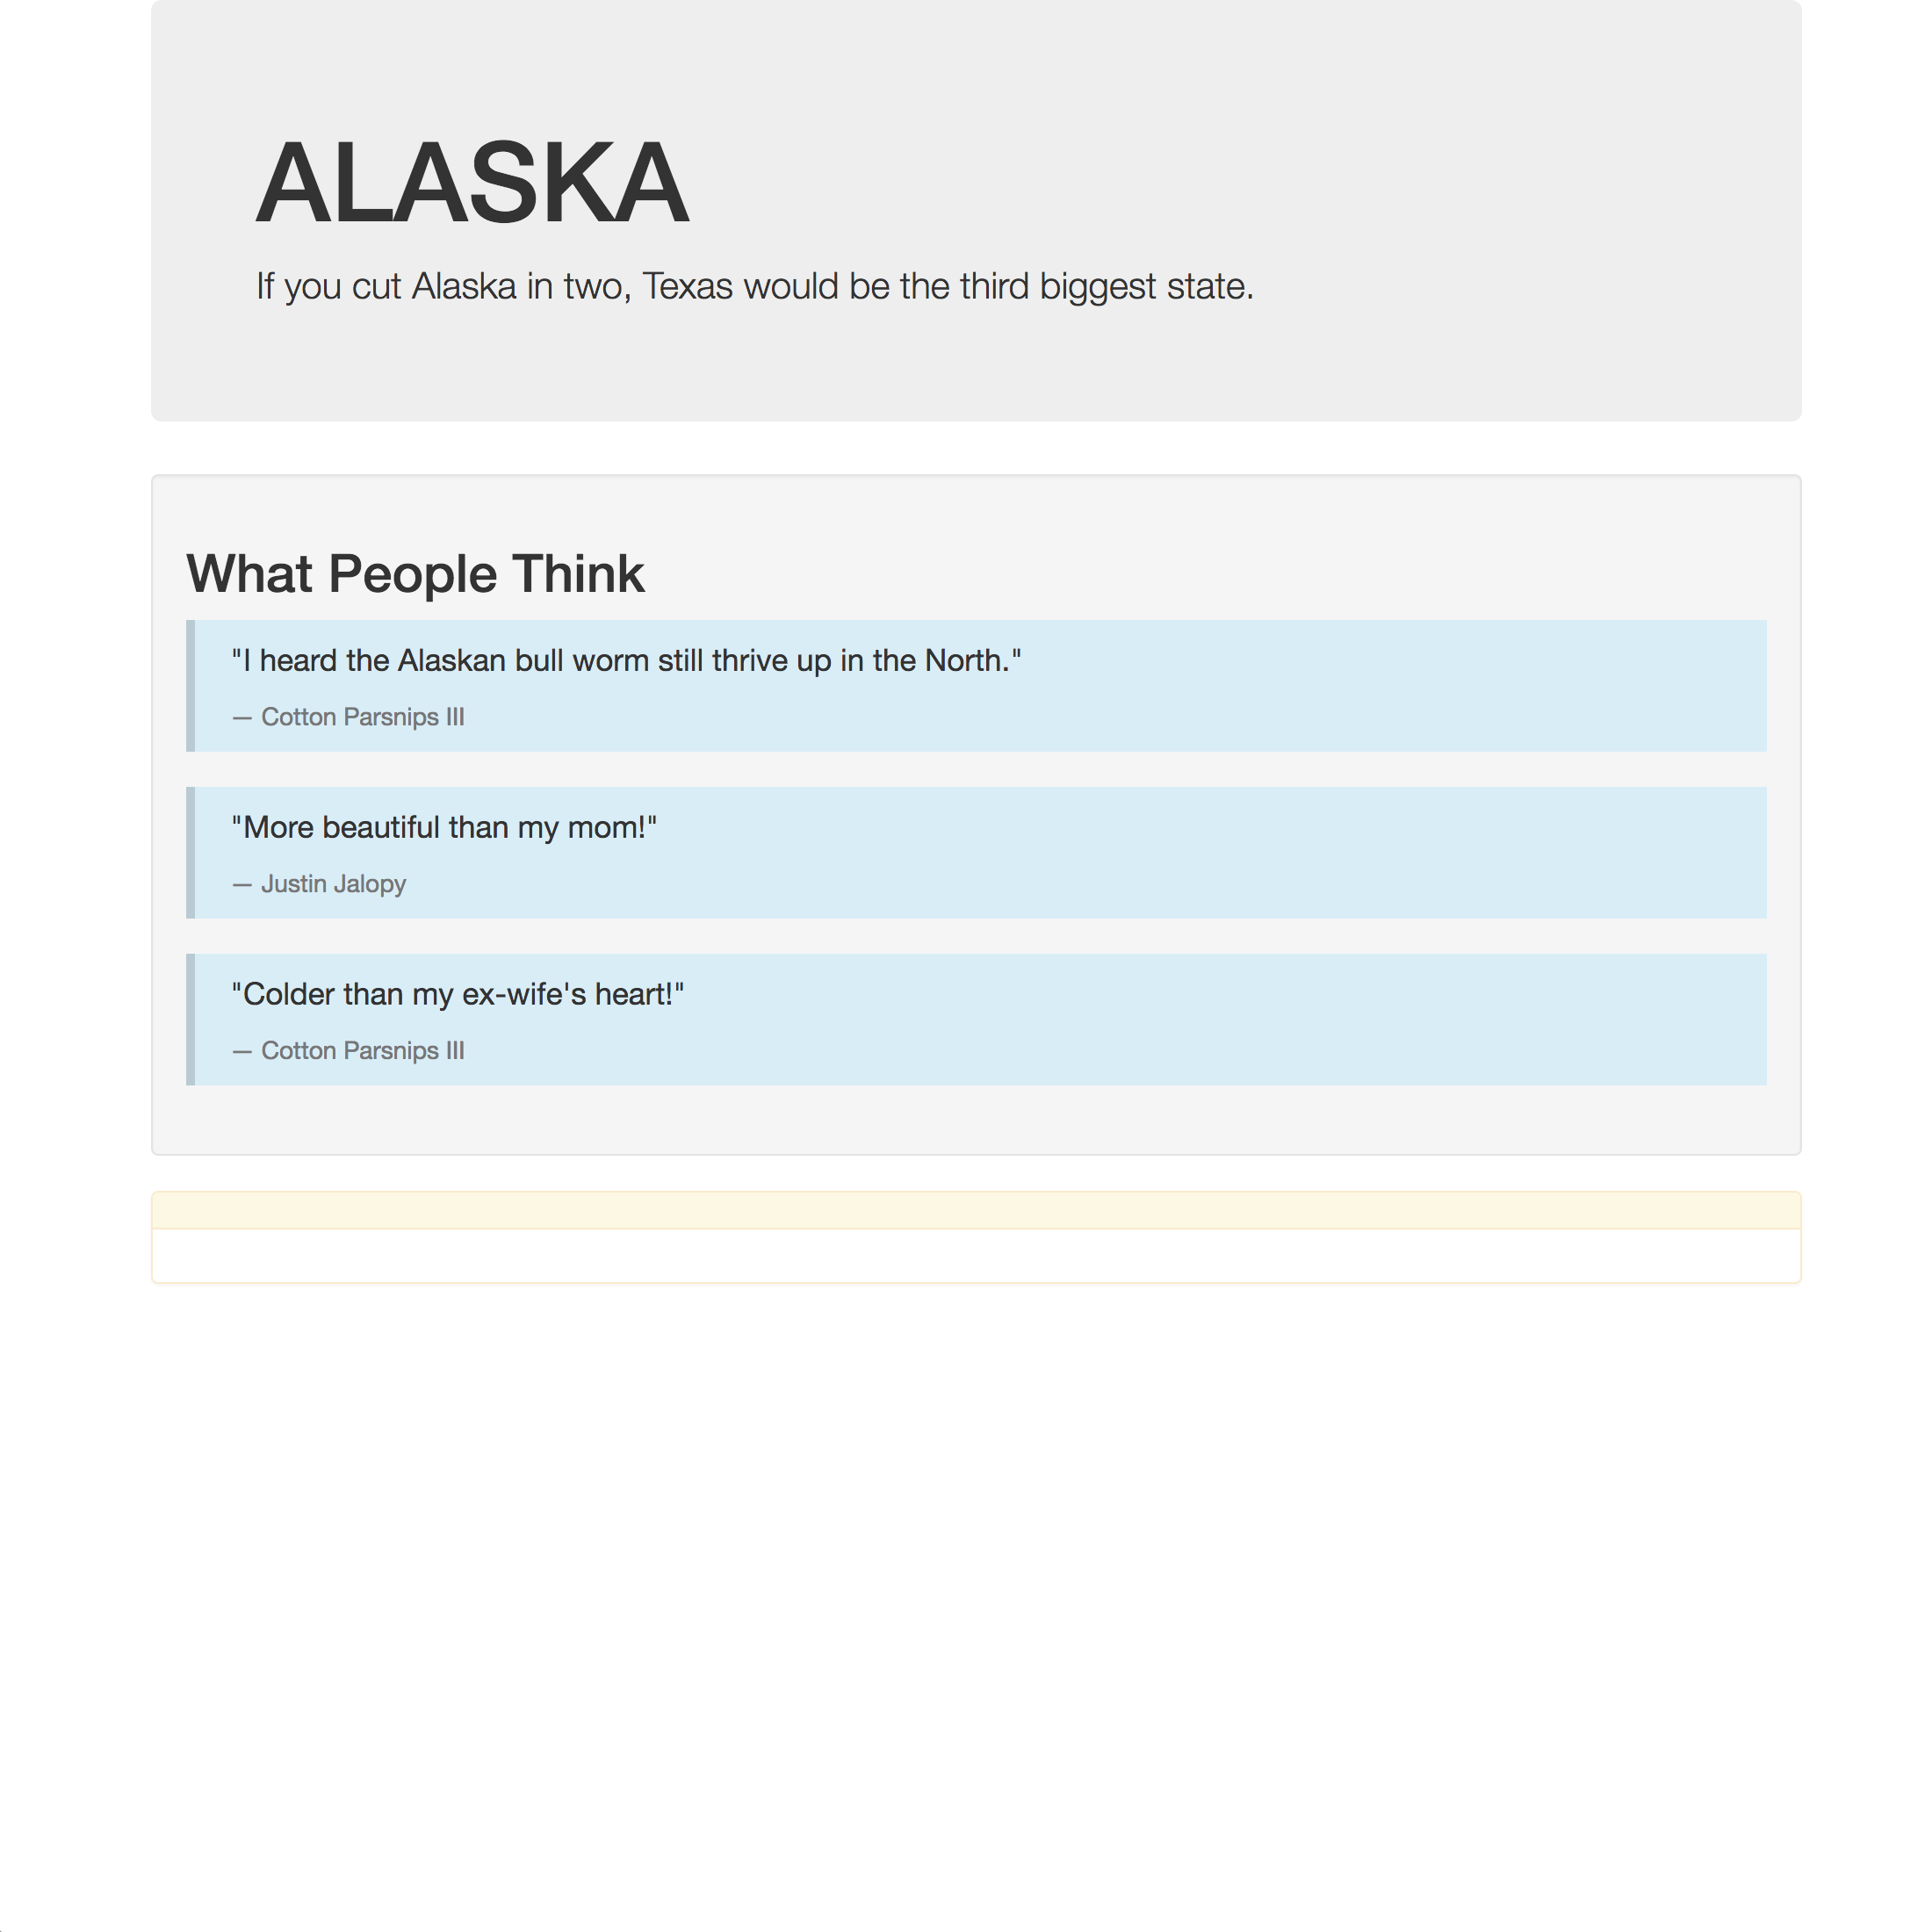 ALASKA
If you cut Alaska in two, Texas would be the third biggest state.
What People Think
"I heard the Alaskan bull worm still thrive up in the North."
— Cotton Parsnips III
"More beautiful than my mom!"
— Justin Jalopy
"Colder than my ex-wife's heart!"
— Cotton Parsnips III